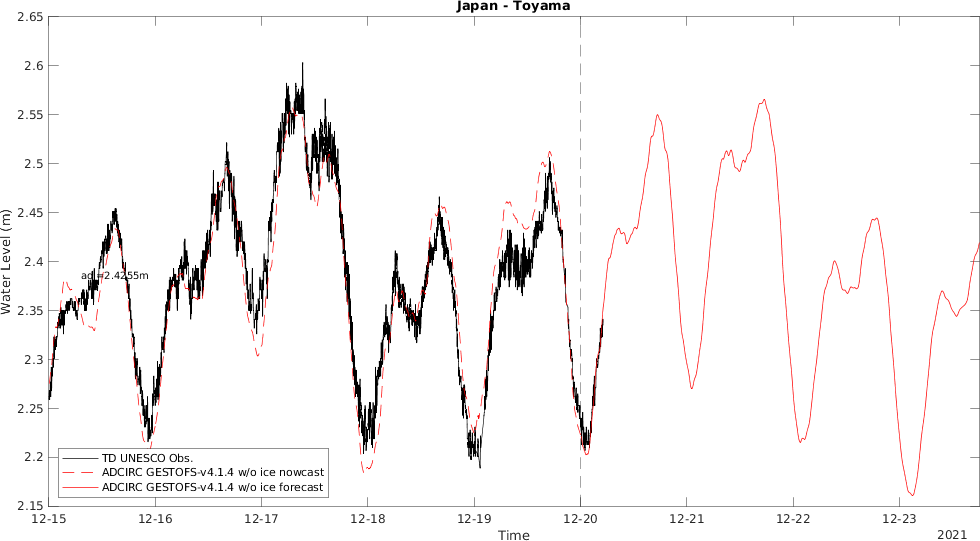 Japan - Toyama
2.65
2.6
2.55
2.5
2.45
2.4
2.35
2.3
2.25
2.2
2.15
Water Level (m)
adj=2.4255m
TD UNESCO Obs.
ADCIRC GESTOFS-v4.1.4 w/o ice nowcast
ADCIRC GESTOFS-v4.1.4 w/o ice forecast
12-15 12-16 12-17 12-18 12-19 12-20 12-21 12-22 12-23
Time
2021